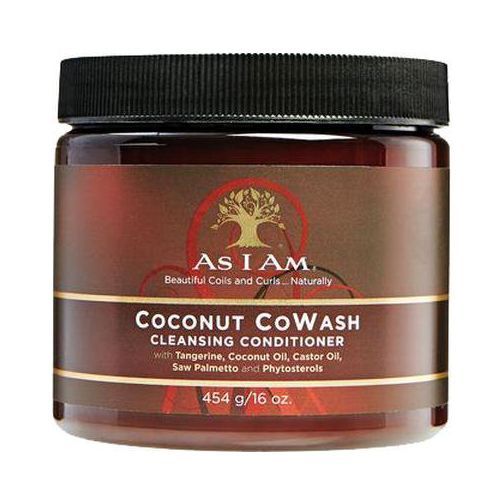 AS I AM®
Beautiful Coils and Curls... Naturally
COCONUT COWASH
CLEANSING CONDITIONER
with Tangerine, Coconut Oil, Castor Oil,
Saw Palmetto and Phytosterols
454 g/16 oz.